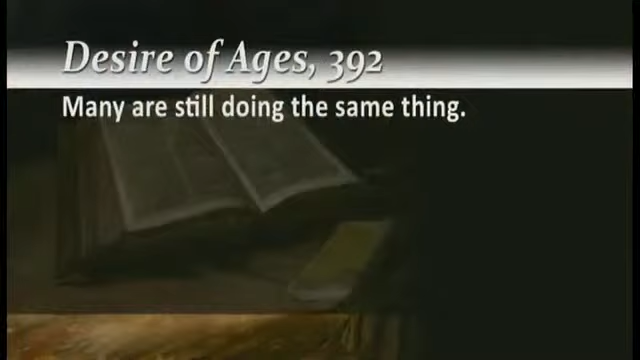 Desire of Ages, 392
Many are still doing the same thing.